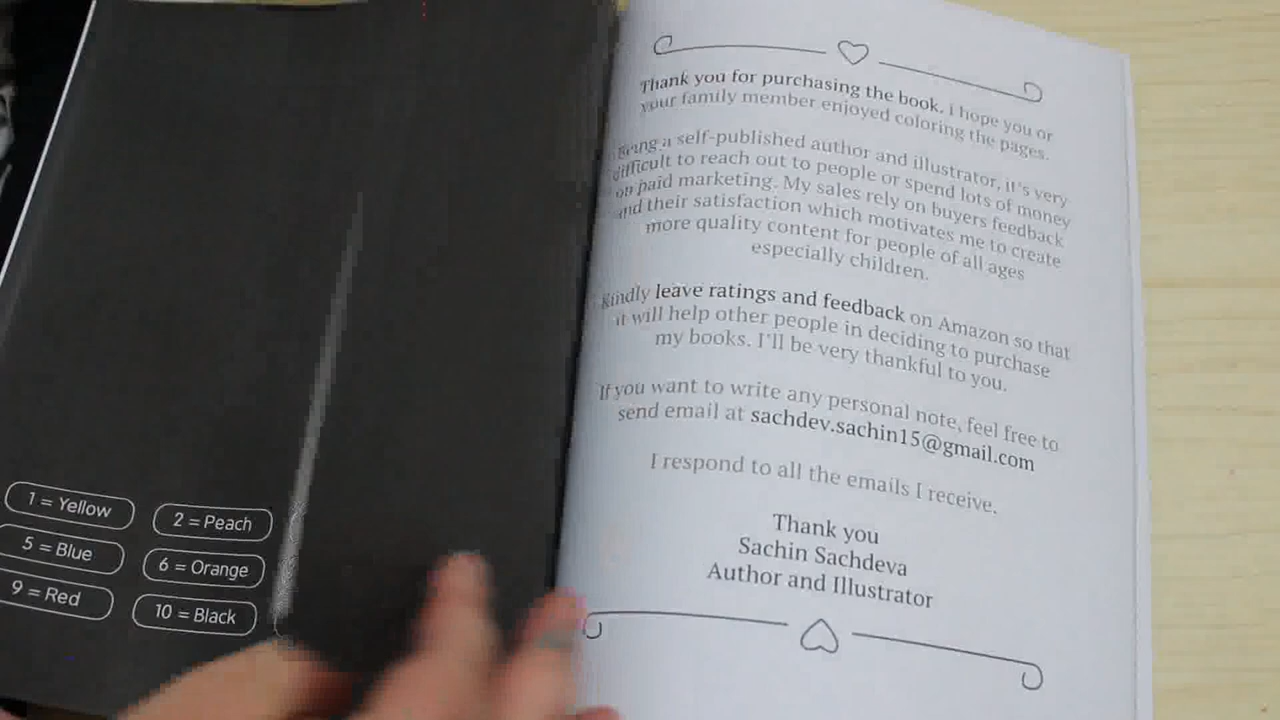 1 = Yellow
2 = Peach
5 = Blue
6 = Orange
9 = Red
10 = Black
Thank you for purchasing the book. I hope you or
your family member enjoyed coloring the pages.
Being a self-published author and illustrator, it's very
difficult to reach out to people or spend lots of money
on paid marketing. My sales rely on buyers feedback
and their satisfaction which motivates me to create
more quality content for people of all ages
especially children.
Kindly leave ratings and feedback on Amazon so that
it will help other people in deciding to purchase
my books. I'll be very thankful to you.
If you want to write any personal note, feel free to
send email at sachdev.sachin15@gmail.com
I respond to all the emails I receive.
Thank you
Sachin Sachdeva
Author and Illustrator